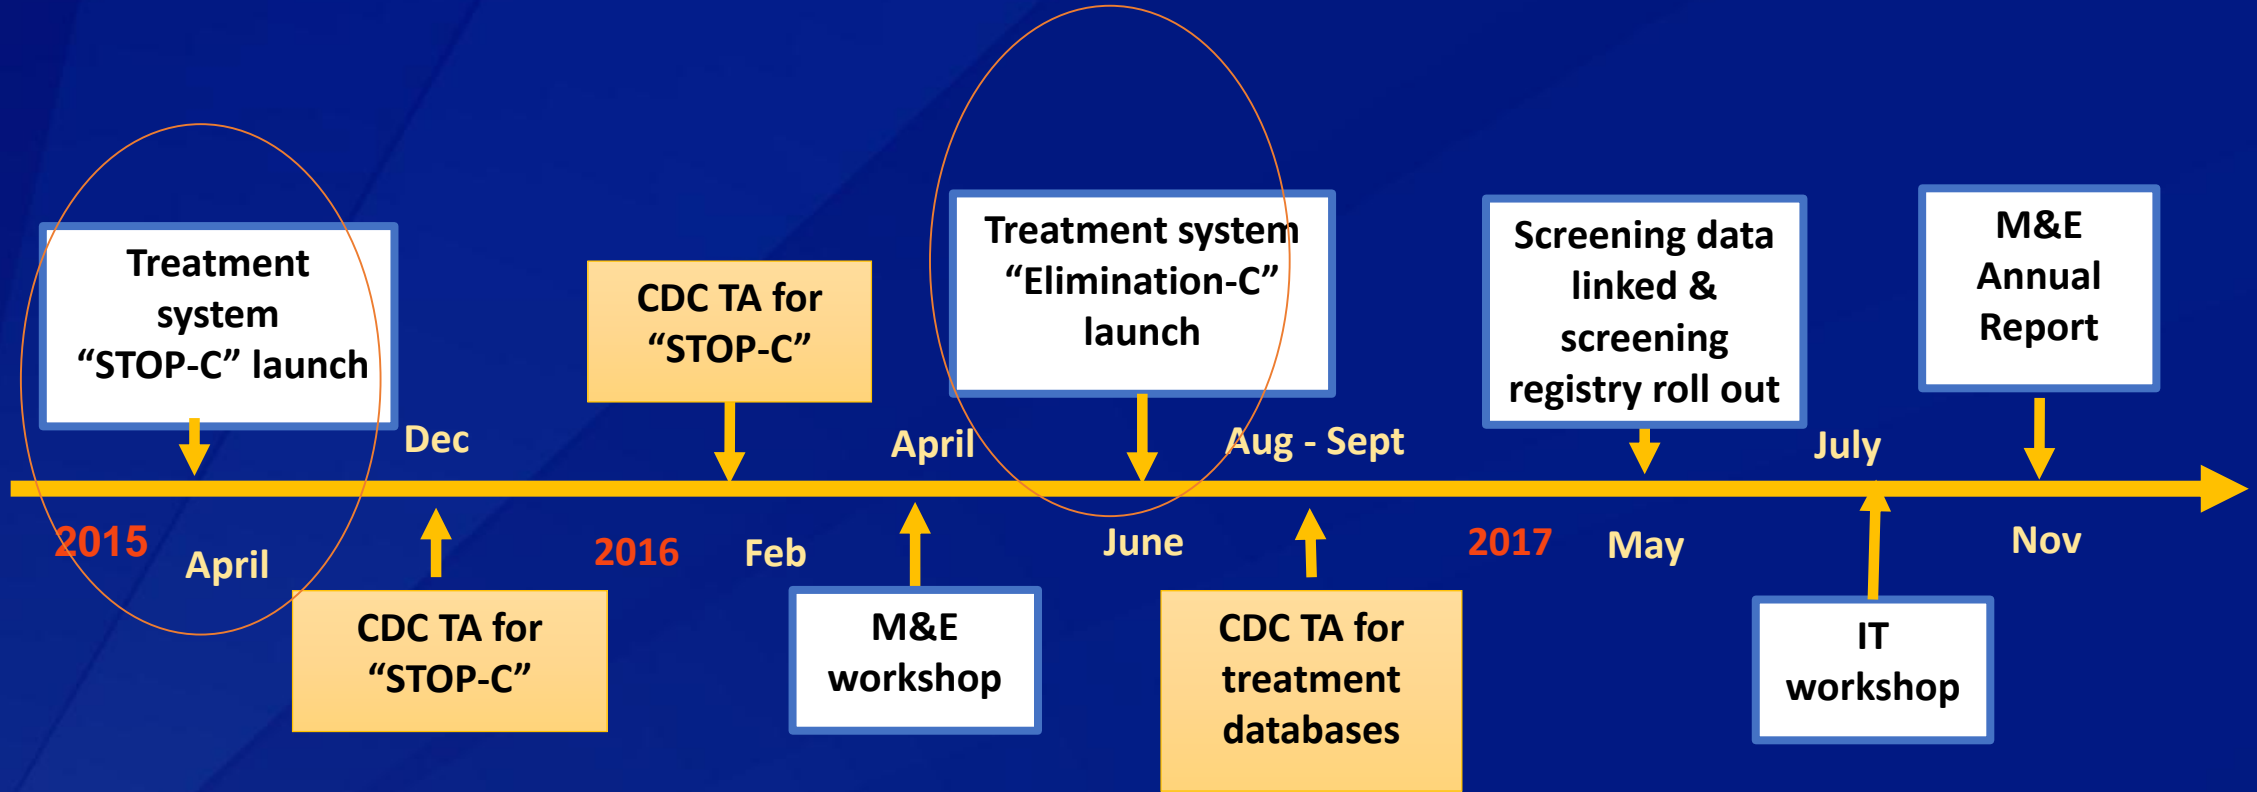 Treatment
system
“STOP-C” launch
CDC TA for
“STOP-C”
Treatment system
“Elimination-C”
launch
Screening data
linked &
screening
registry roll out
M&E
Annual
Report
Dec
April
Aug - Sept
July
2015
April
2016
Feb
June
2017
May
Nov
CDC TA for
“STOP-C”
M&E
workshop
CDC TA for
treatment
databases
IT
workshop